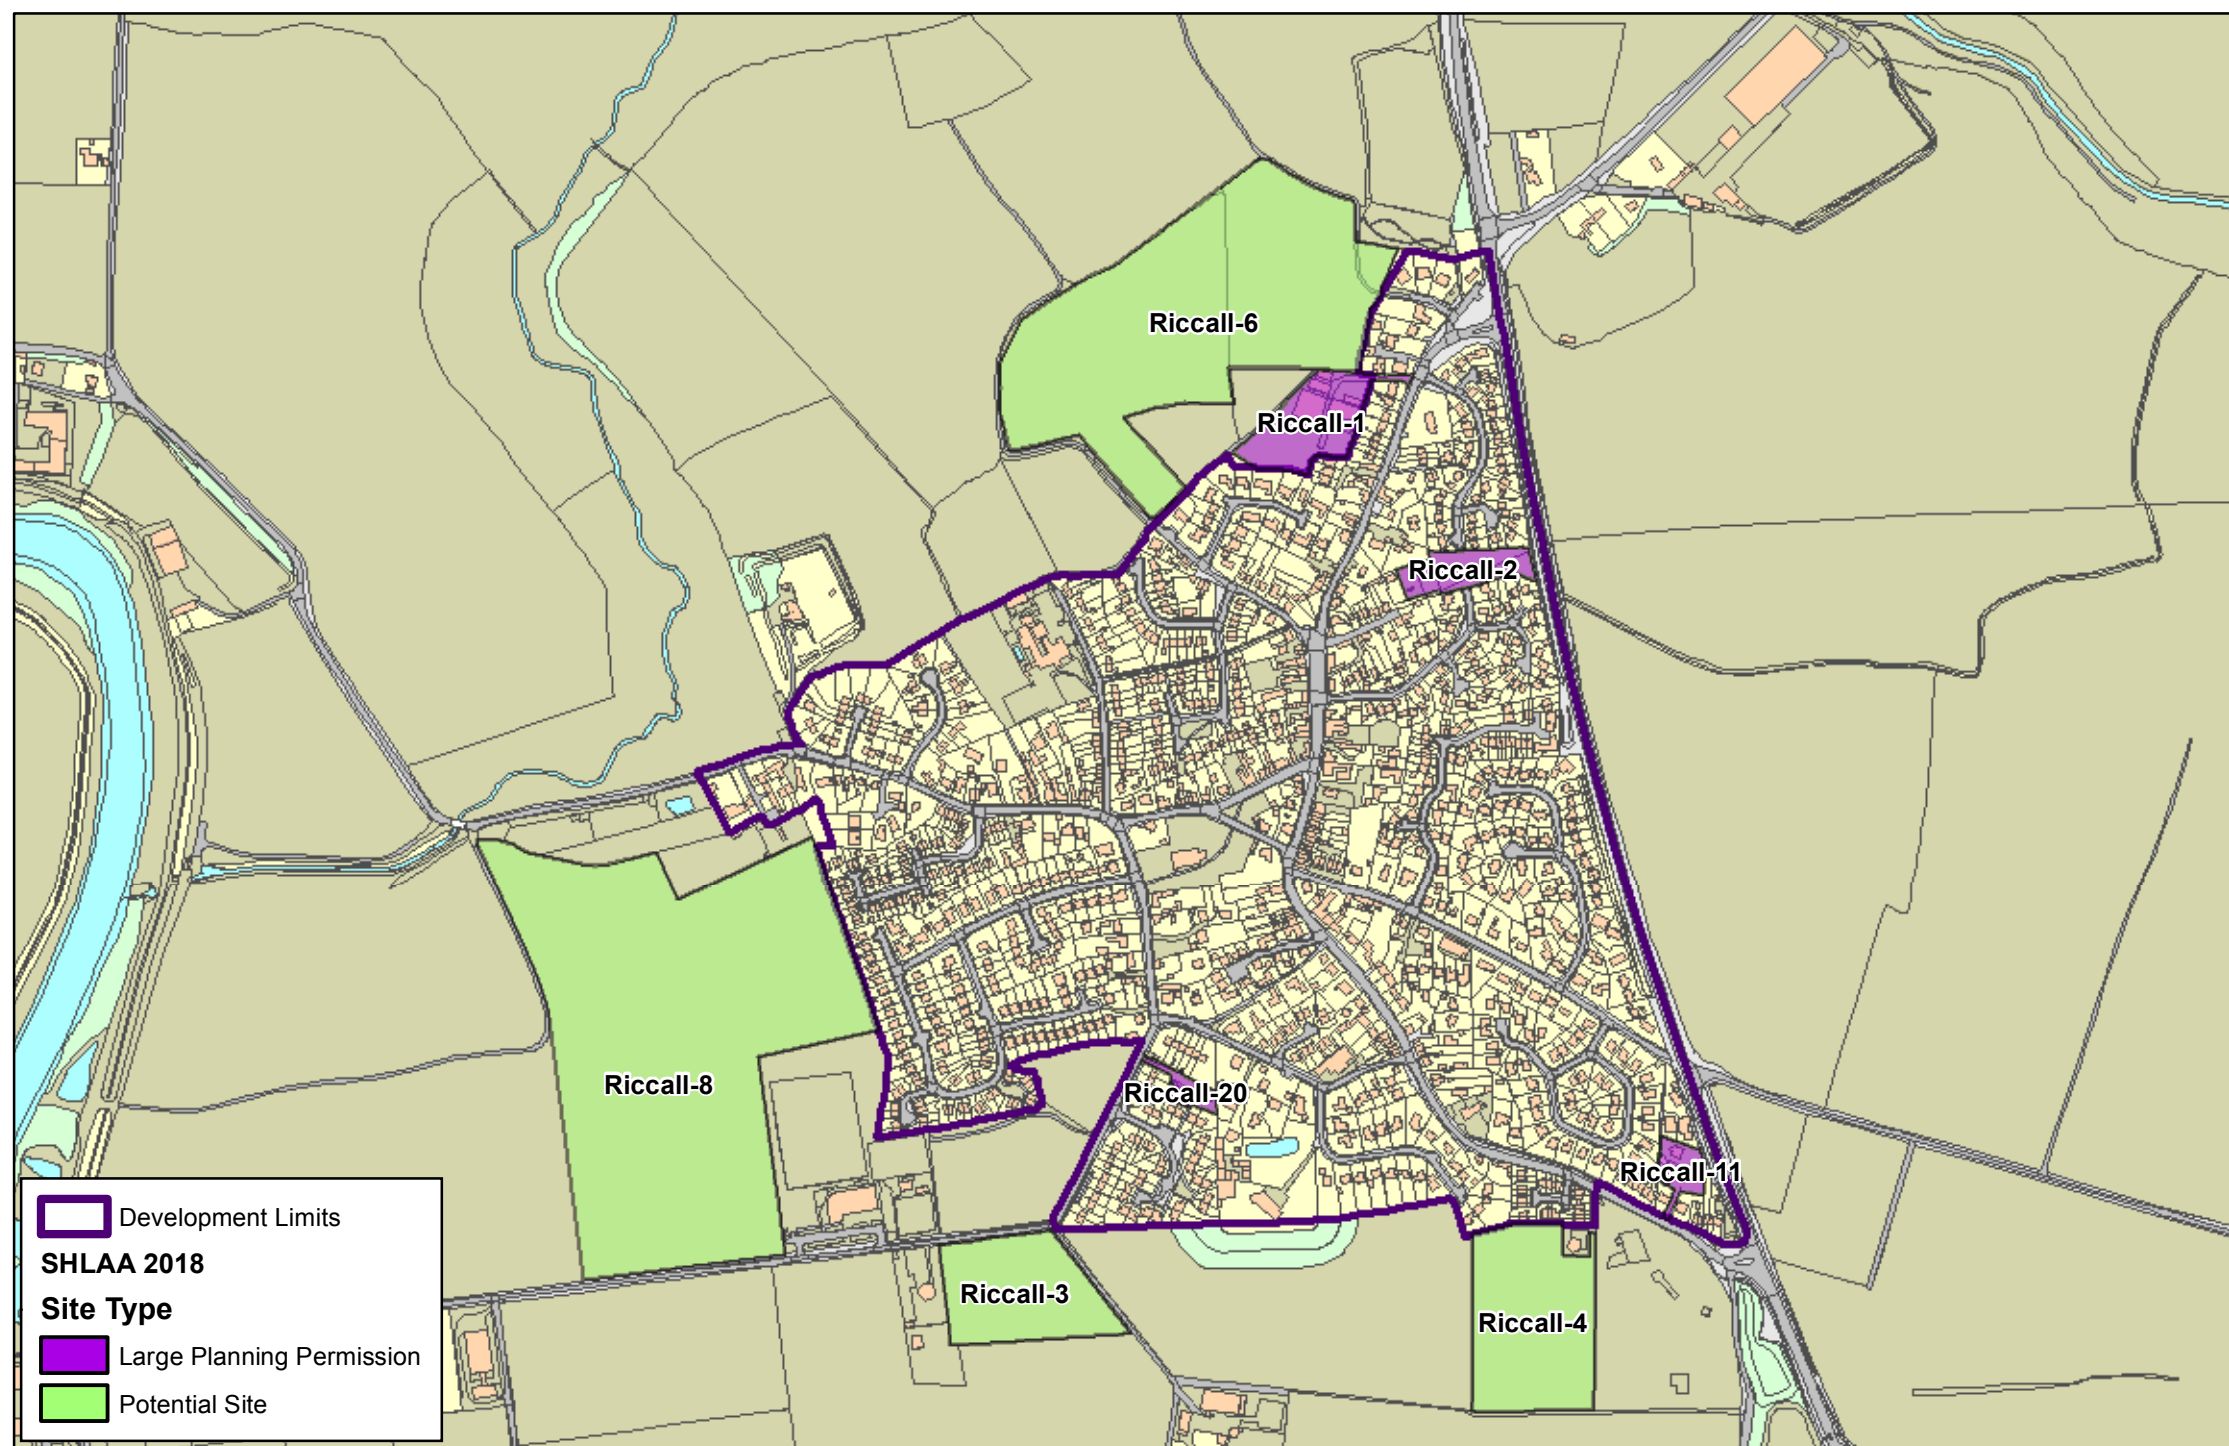 Riccall-6
Riccall-1
Riccall-2
Riccall-8
Riccall-20
Riccall-11
Riccall-3
Riccall-4
Development Limits
SHLAA 2018
Site Type
Large Planning Permission
Potential Site